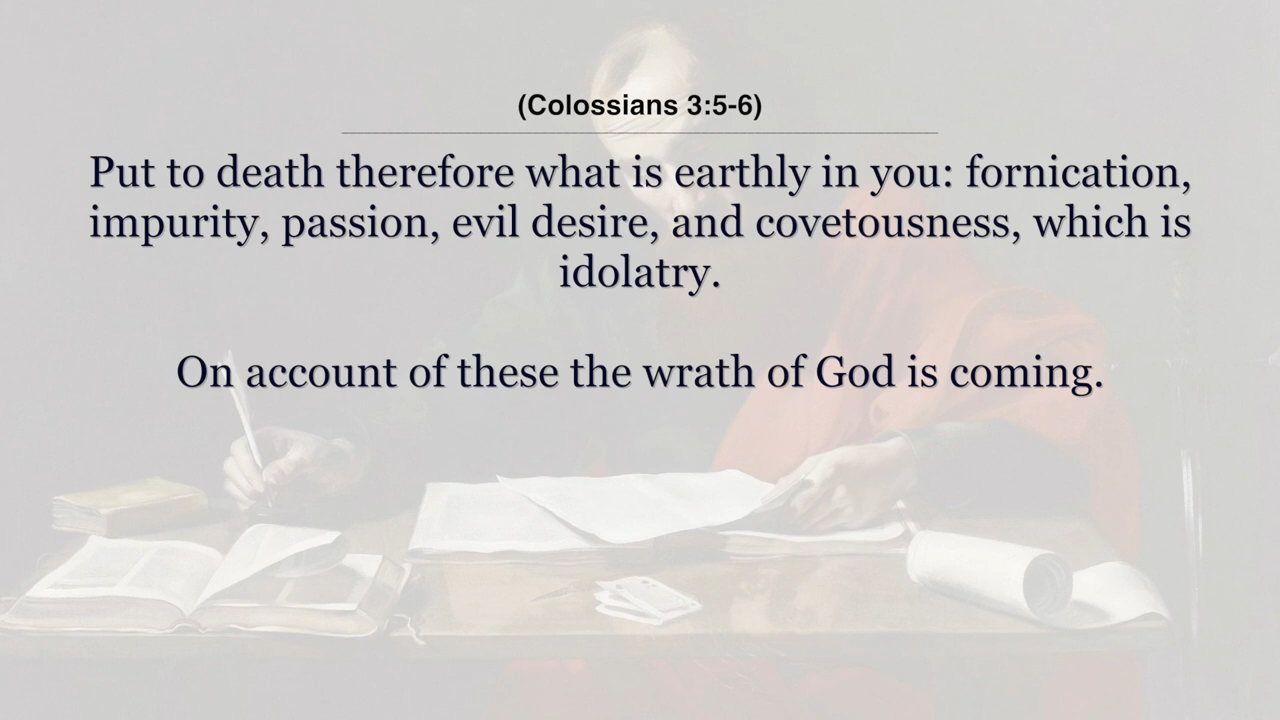 (Colossians 3:5-6)
Put to death therefore what is earthly in you: fornication,
impurity, passion, evil desire, and covetousness, which is
idolatry.
On account of these the wrath of God is coming.